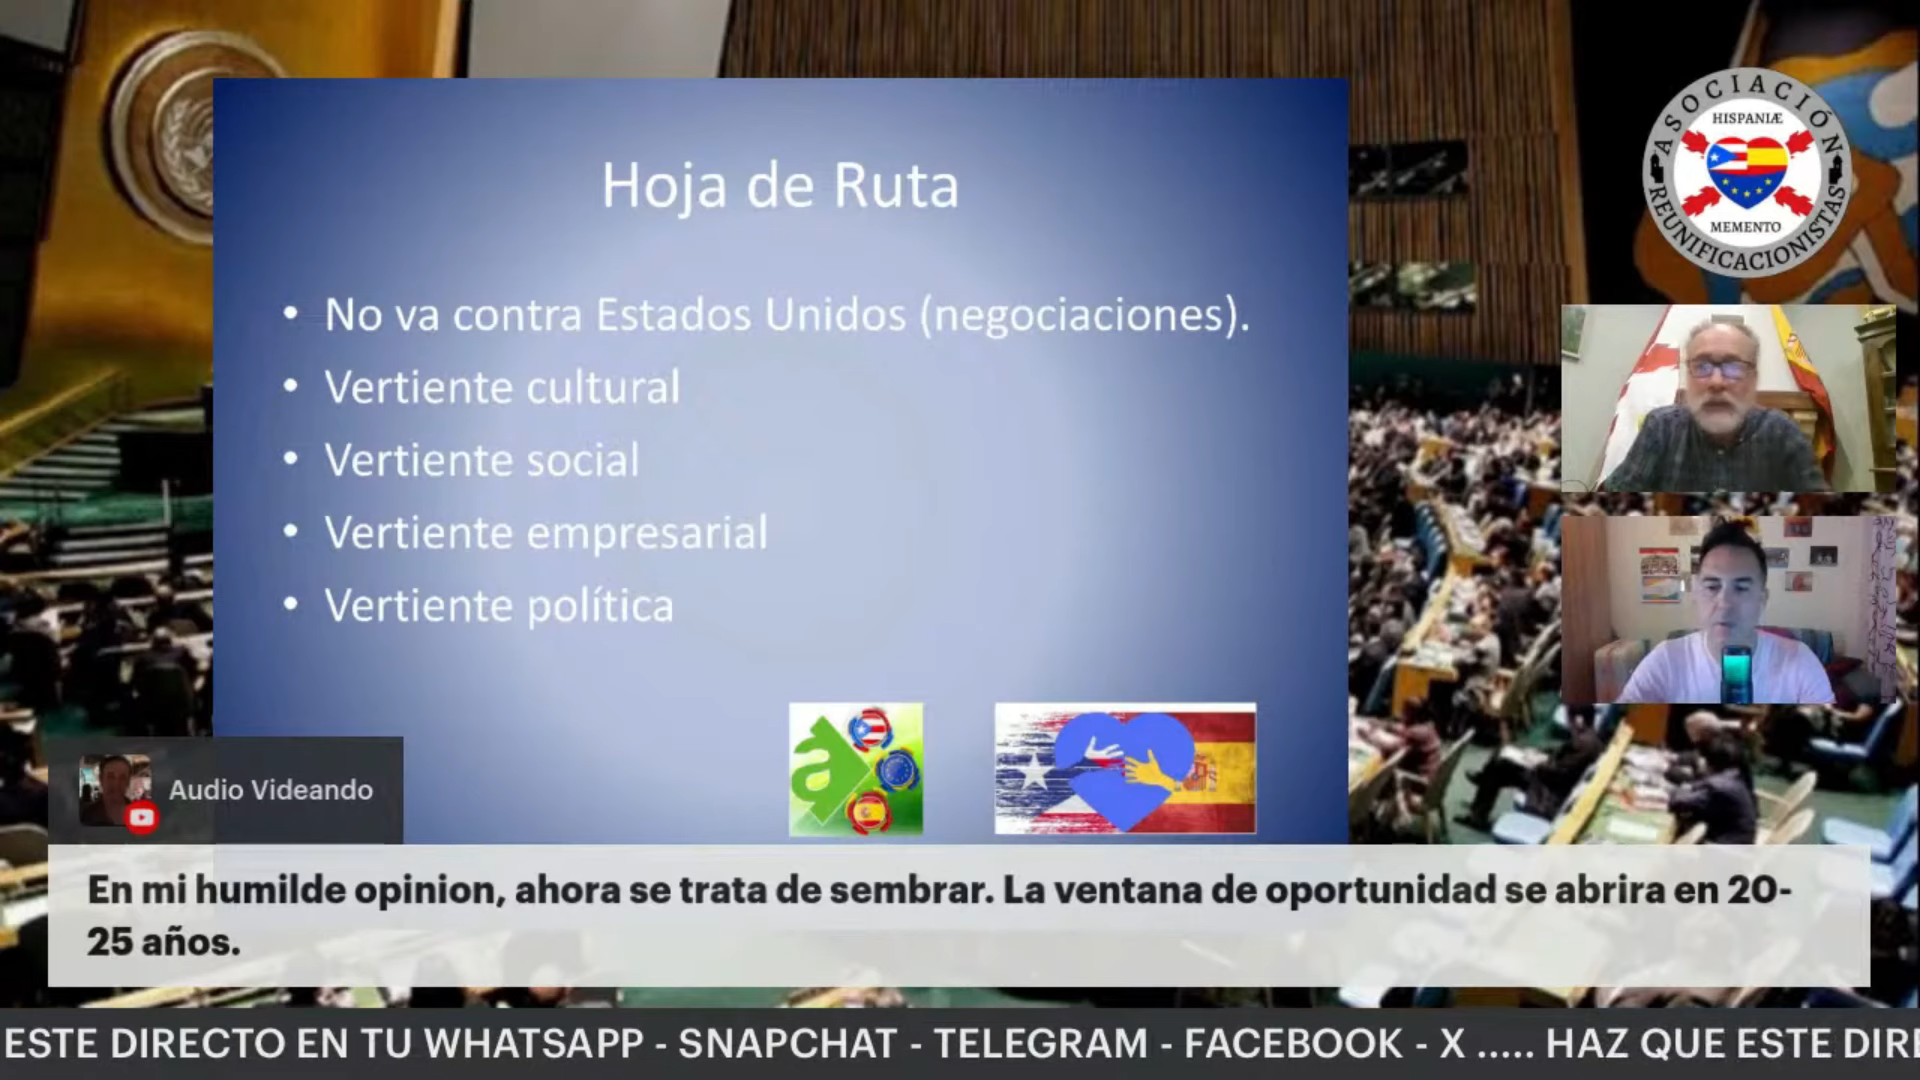 Hoja de Ruta
• No va contra Estados Unidos (negociaciones).
• Vertiente cultural
• Vertiente social
• Vertiente empresarial
• Vertiente política
ASOCIACIÓN
HISPANIÆ
MEMENTO
REUNIFICACIONISTAS
a
Audio Videando
En mi humilde opinion, ahora se trata de sembrar. La ventana de oportunidad se abrira en 20-
25 años.
ESTE DIRECTO EN TU WHATSAPP - SNAPCHAT - TELEGRAM - FACEBOOK - X ..... HAZ QUE ESTE DIRE